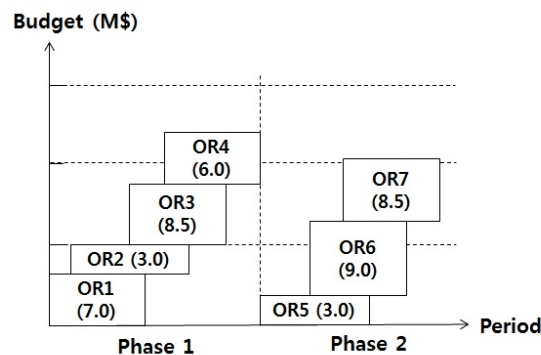 Budget (M$)
OR4
(6.0)
OR3
(8.5)
OR2 (3.0)
OR1
(7.0)
OR7
(8.5)
OR6
(9.0)
OR5 (3.0)
Period
Phase 1
Phase 2